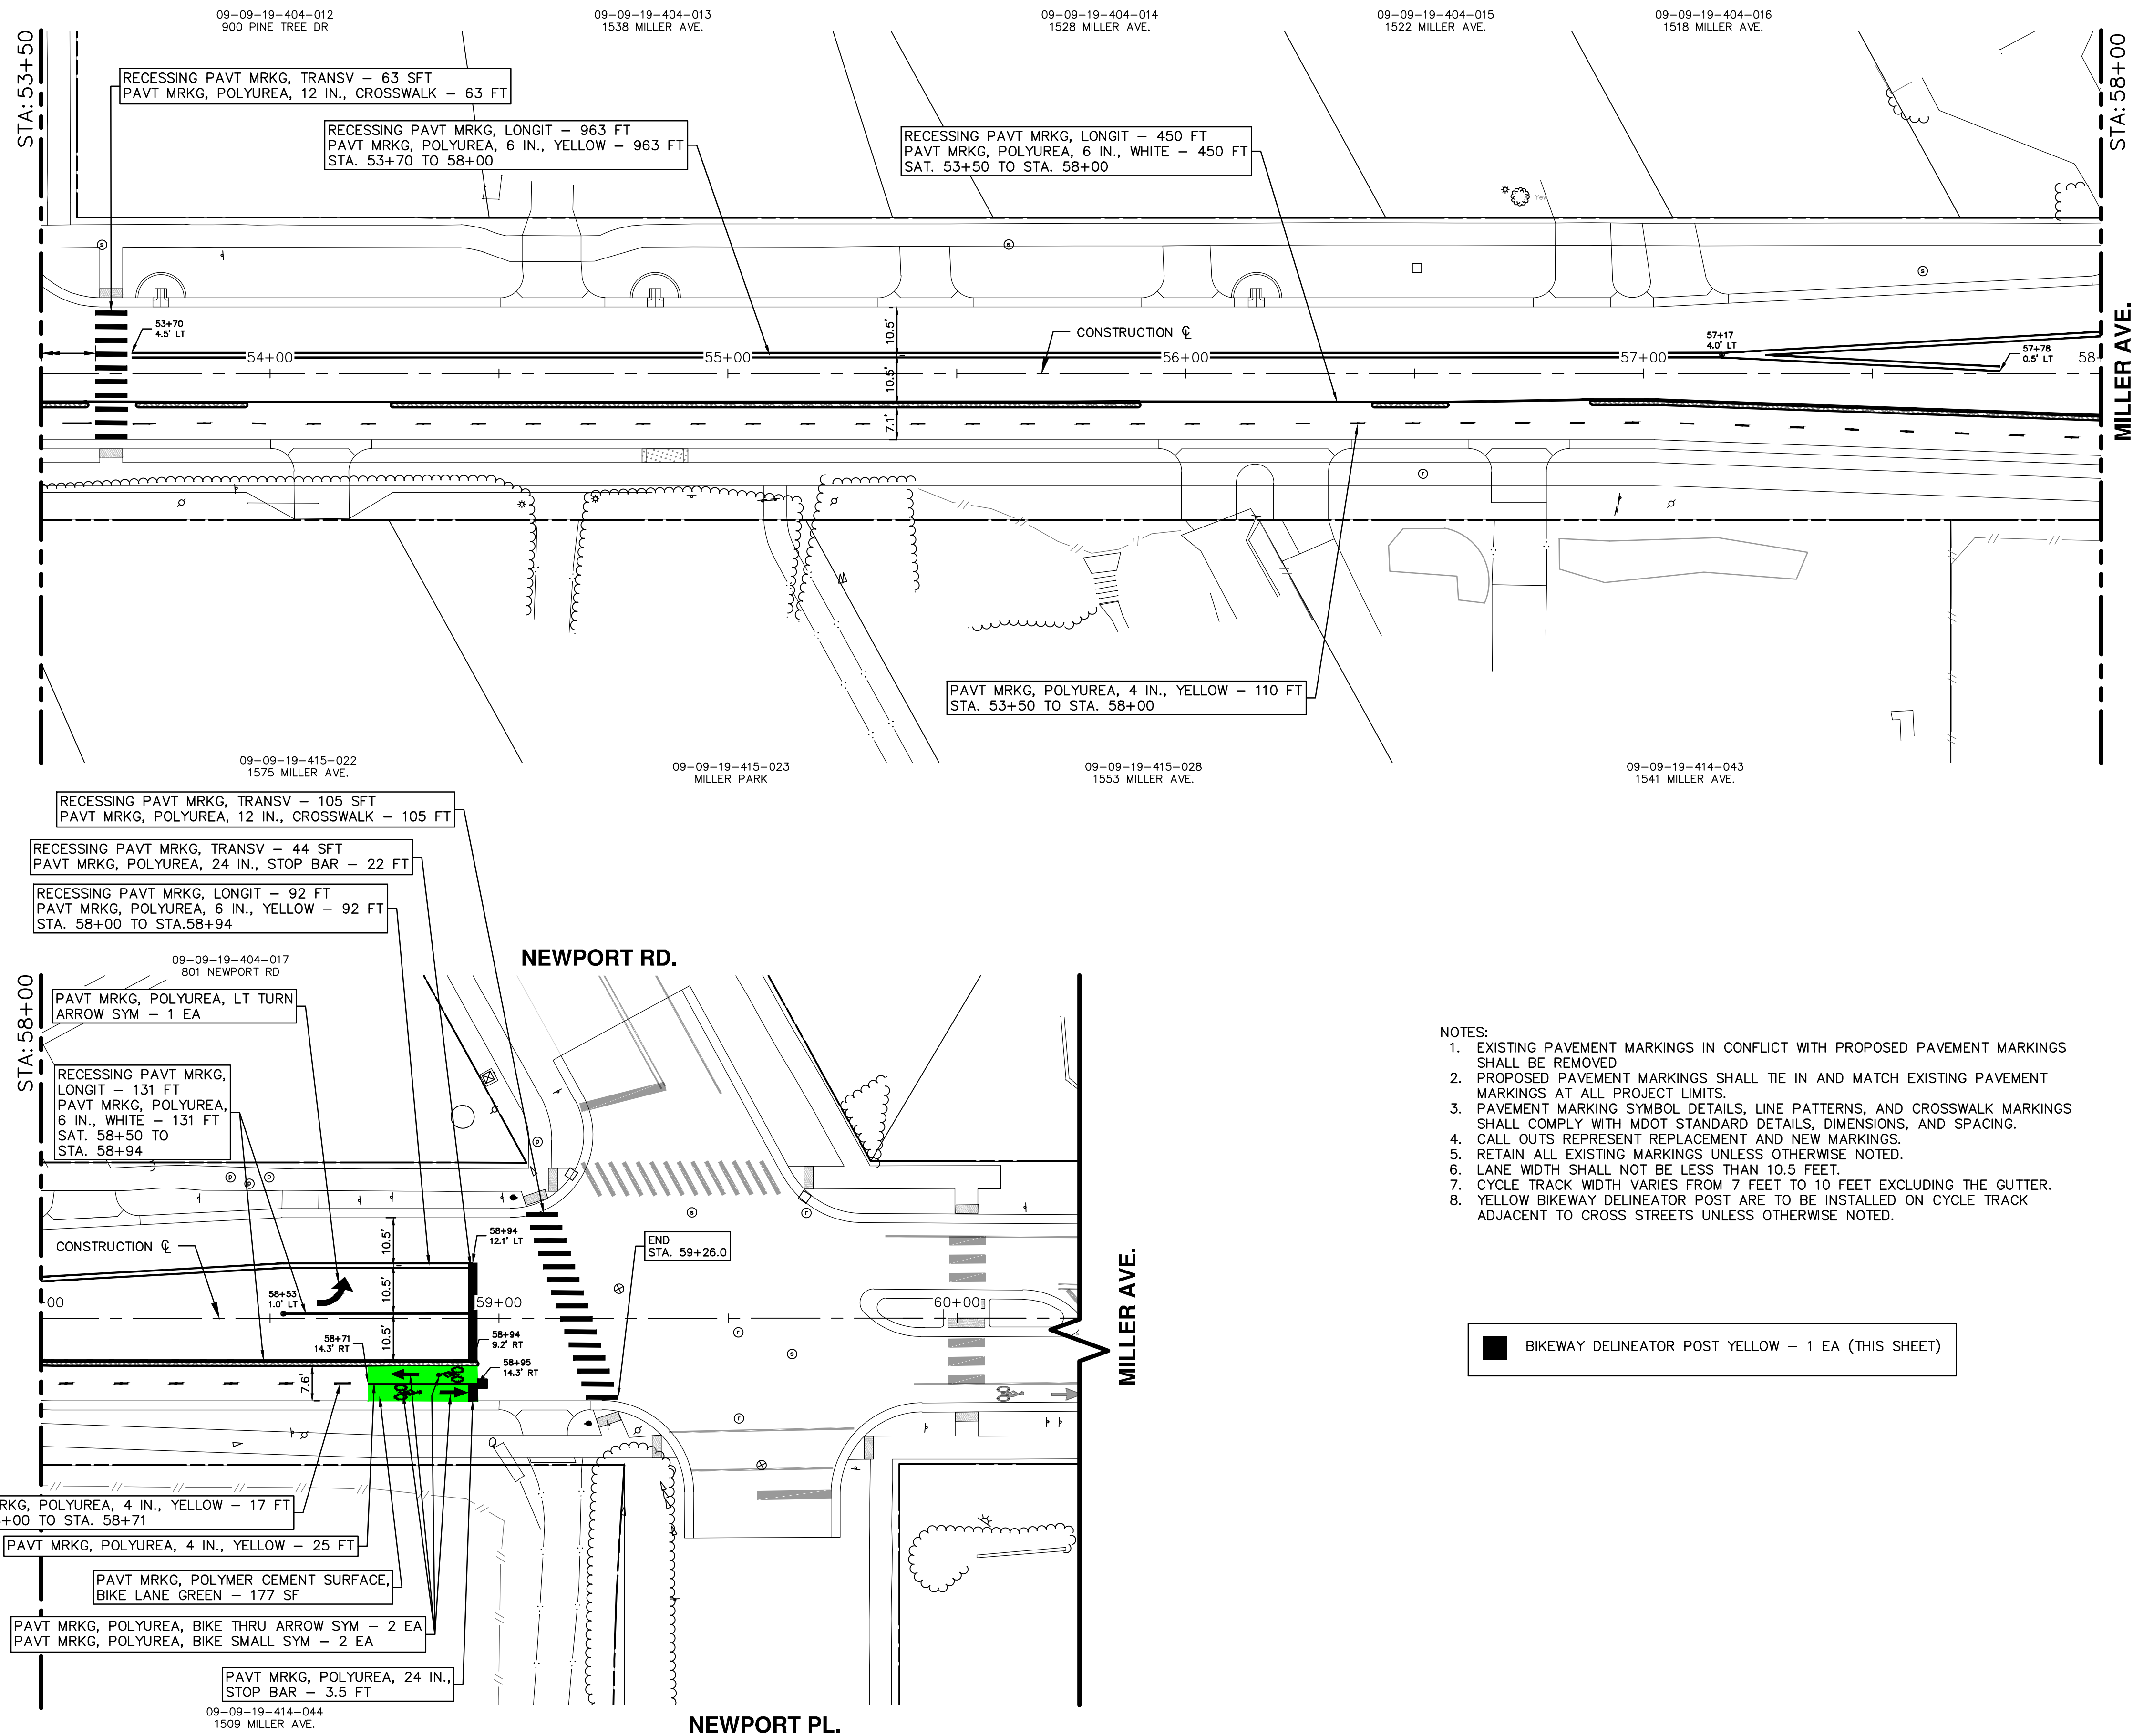 09-09-19-404-012
900 PINE TREE DR
09-09-19-404-013
1538 MILLER AVE.
09-09-19-404-014
1528 MILLER AVE.
09-09-19-404-015
1522 MILLER AVE.
09-09-19-404-016
1518 MILLER AVE.
STA: 53+50
STA: 58+00
RECESSING PAVT MRKG, TRANSV – 63 SFT
PAVT MRKG, POLYUREA, 12 IN., CROSSWALK – 63 FT
RECESSING PAVT MRKG, LONGIT – 963 FT
PAVT MRKG, POLYUREA, 6 IN., YELLOW – 963 FT
STA. 53+70 TO 58+00
RECESSING PAVT MRKG, LONGIT – 450 FT
PAVT MRKG, POLYUREA, 6 IN., WHITE – 450 FT
SAT. 53+50 TO STA. 58+00
Yew
s
s
s
53+70
4.5' LT
10.5'
CONSTRUCTION ℄
57+17
4.0' LT
57+78
0.5' LT
54+00
55+00
56+00
57+00
58+
10.5'
7.1'
MILLER AVE.
r
PAVT MRKG, POLYUREA, 4 IN., YELLOW – 110 FT
STA. 53+50 TO STA. 58+00
09-09-19-415-022
1575 MILLER AVE.
09-09-19-415-023
MILLER PARK
09-09-19-415-028
1553 MILLER AVE.
09-09-19-414-043
1541 MILLER AVE.
RECESSING PAVT MRKG, TRANSV – 105 SFT
PAVT MRKG, POLYUREA, 12 IN., CROSSWALK – 105 FT
RECESSING PAVT MRKG, TRANSV – 44 SFT
PAVT MRKG, POLYUREA, 24 IN., STOP BAR – 22 FT
RECESSING PAVT MRKG, LONGIT – 92 FT
PAVT MRKG, POLYUREA, 6 IN., YELLOW – 92 FT
STA. 58+00 TO STA.58+94
NEWPORT RD.
09-09-19-404-017
801 NEWPORT RD
STA: 58+00
PAVT MRKG, POLYUREA, LT TURN
ARROW SYM – 1 EA
RECESSING PAVT MRKG,
LONGIT – 131 FT
PAVT MRKG, POLYUREA,
6 IN., WHITE – 131 FT
SAT. 58+50 TO
STA. 58+94
p
p
p
p
p
s
r
CONSTRUCTION ℄
10.5'
58+94
12.1' LT
END
STA. 59+26.0
58+53
1.0' LT
10.5'
00
59+00
60+00
10.5'
58+71
14.3' RT
58+94
9.2' RT
58+95
14.3' RT
7.6'
r
s
r
MILLER AVE.
RKG, POLYUREA, 4 IN., YELLOW – 17 FT
+00 TO STA. 58+71
PAVT MRKG, POLYUREA, 4 IN., YELLOW – 25 FT
PAVT MRKG, POLYMER CEMENT SURFACE,
BIKE LANE GREEN – 177 SF
PAVT MRKG, POLYUREA, BIKE THRU ARROW SYM – 2 EA
PAVT MRKG, POLYUREA, BIKE SMALL SYM – 2 EA
PAVT MRKG, POLYUREA, 24 IN.,
STOP BAR – 3.5 FT
09-09-19-414-044
1509 MILLER AVE.
NEWPORT PL.
NOTES:
1. EXISTING PAVEMENT MARKINGS IN CONFLICT WITH PROPOSED PAVEMENT MARKINGS
SHALL BE REMOVED
2. PROPOSED PAVEMENT MARKINGS SHALL TIE IN AND MATCH EXISTING PAVEMENT
MARKINGS AT ALL PROJECT LIMITS.
3. PAVEMENT MARKING SYMBOL DETAILS, LINE PATTERNS, AND CROSSWALK MARKINGS
SHALL COMPLY WITH MDOT STANDARD DETAILS, DIMENSIONS, AND SPACING.
4. CALL OUTS REPRESENT REPLACEMENT AND NEW MARKINGS.
5. RETAIN ALL EXISTING MARKINGS UNLESS OTHERWISE NOTED.
6. LANE WIDTH SHALL NOT BE LESS THAN 10.5 FEET.
7. CYCLE TRACK WIDTH VARIES FROM 7 FEET TO 10 FEET EXCLUDING THE GUTTER.
8. YELLOW BIKEWAY DELINEATOR POST ARE TO BE INSTALLED ON CYCLE TRACK
ADJACENT TO CROSS STREETS UNLESS OTHERWISE NOTED.
BIKEWAY DELINEATOR POST YELLOW – 1 EA (THIS SHEET)